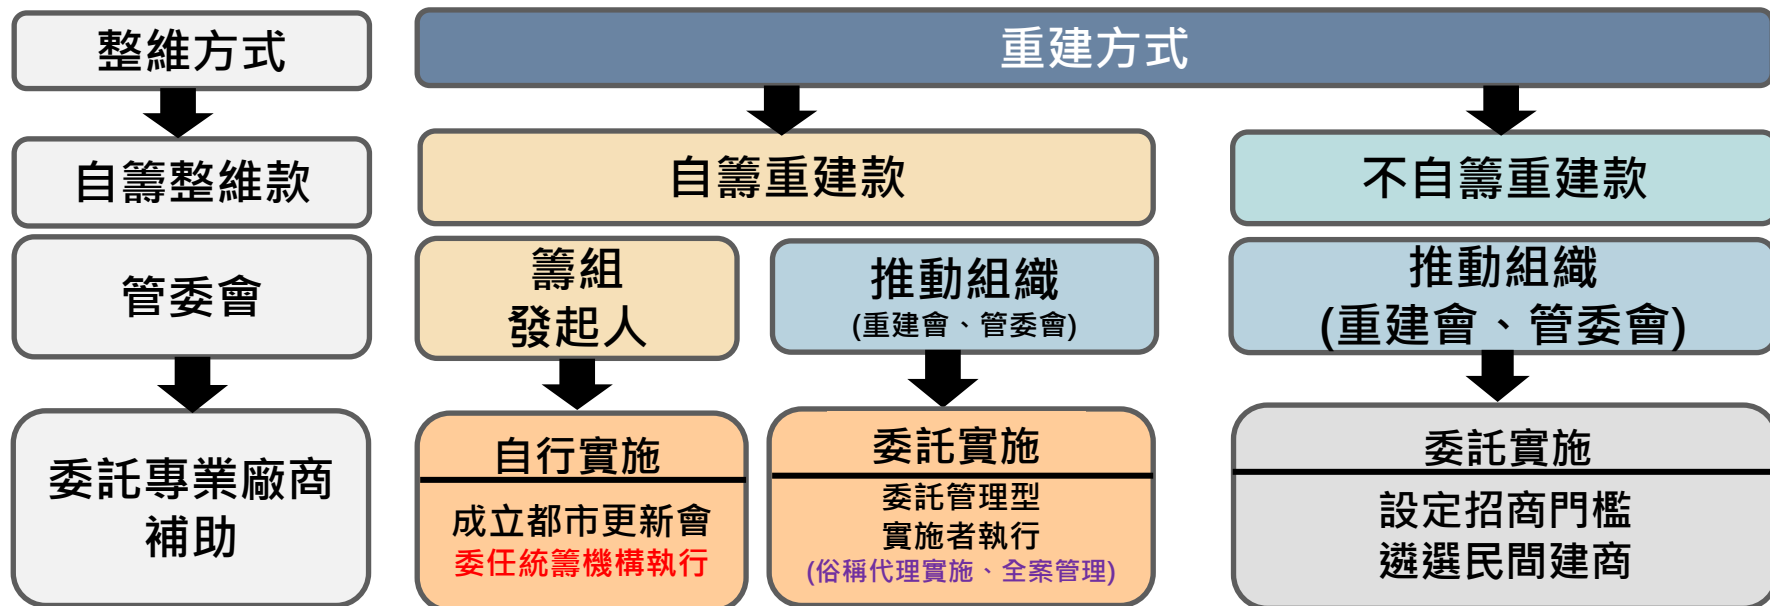 整維方式
重建方式
自籌整維款
自籌重建款
不自籌重建款
管委會
籌組
發起人
推動組織
(重建會、管委會)
推動組織
(重建會、管委會)
委託專業廠商
補助
自行實施
成立都市更新會
委任統籌機構執行
委託實施
委託管理型
實施者執行
(俗稱代理實施、全案管理)
委託實施
設定招商門檻
遴選民間建商